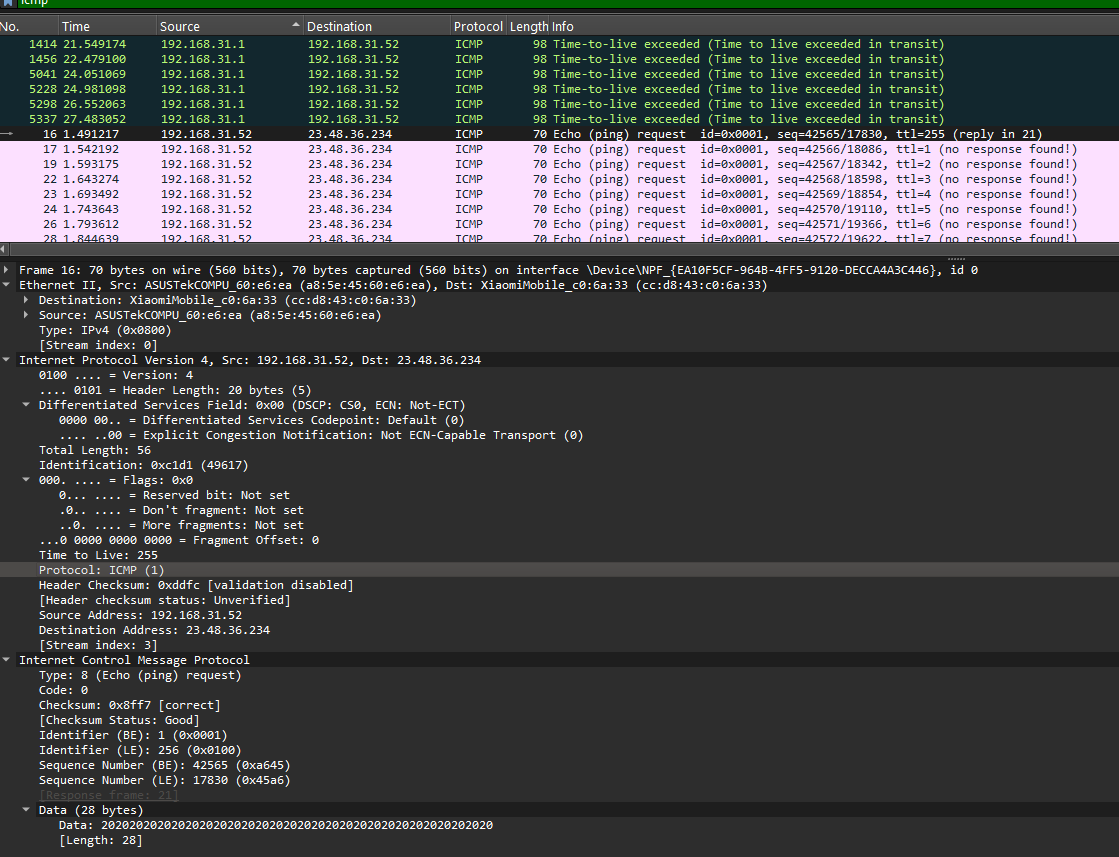 icmp
No. Time Source Destination Protocol Length Info
1414 21.549174 192.168.31.1 192.168.31.52 ICMP 98 Time-to-live exceeded (Time to live exceeded in transit)
1456 22.479100 192.168.31.1 192.168.31.52 ICMP 98 Time-to-live exceeded (Time to live exceeded in transit)
5041 24.051069 192.168.31.1 192.168.31.52 ICMP 98 Time-to-live exceeded (Time to live exceeded in transit)
5228 24.981098 192.168.31.1 192.168.31.52 ICMP 98 Time-to-live exceeded (Time to live exceeded in transit)
5298 26.552063 192.168.31.1 192.168.31.52 ICMP 98 Time-to-live exceeded (Time to live exceeded in transit)
5337 27.483052 192.168.31.1 192.168.31.52 ICMP 98 Time-to-live exceeded (Time to live exceeded in transit)
16 1.491217 192.168.31.52 23.48.36.234 ICMP 70 Echo (ping) request id=0x0001, seq=42565/17830, ttl=255 (reply in 21)
17 1.542192 192.168.31.52 23.48.36.234 ICMP 70 Echo (ping) request id=0x0001, seq=42566/18086, ttl=1 (no response found!)
19 1.593175 192.168.31.52 23.48.36.234 ICMP 70 Echo (ping) request id=0x0001, seq=42567/18342, ttl=2 (no response found!)
22 1.643274 192.168.31.52 23.48.36.234 ICMP 70 Echo (ping) request id=0x0001, seq=42568/18598, ttl=3 (no response found!)
23 1.693492 192.168.31.52 23.48.36.234 ICMP 70 Echo (ping) request id=0x0001, seq=42569/18854, ttl=4 (no response found!)
24 1.743643 192.168.31.52 23.48.36.234 ICMP 70 Echo (ping) request id=0x0001, seq=42570/19110, ttl=5 (no response found!)
26 1.793612 192.168.31.52 23.48.36.234 ICMP 70 Echo (ping) request id=0x0001, seq=42571/19366, ttl=6 (no response found!)
28 1.844639 192.168.31.52 23.48.36.234 ICMP 70 Echo (ping) request id=0x0001, seq=42572/19622, ttl=7 (no response found!)
Frame 16: 70 bytes on wire (560 bits), 70 bytes captured (560 bits) on interface \Device\NPF_{EA10F5CF-964B-4FF5-9120-DECCA4A3C446}, id 0
Ethernet II, Src: ASUSTekCOMPU_60:e6:ea (a8:5e:45:60:e6:ea), Dst: XiaomiMobile_c0:6a:33 (cc:d8:43:c0:6a:33)
Destination: XiaomiMobile_c0:6a:33 (cc:d8:43:c0:6a:33)
Source: ASUSTekCOMPU_60:e6:ea (a8:5e:45:60:e6:ea)
Type: IPv4 (0x0800)
[Stream index: 0]
Internet Protocol Version 4, Src: 192.168.31.52, Dst: 23.48.36.234
0100 .... = Version: 4
.... 0101 = Header Length: 20 bytes (5)
Differentiated Services Field: 0x00 (DSCP: CS0, ECN: Not-ECT)
0000 00.. = Differentiated Services Codepoint: Default (0)
.... ..00 = Explicit Congestion Notification: Not ECN-Capable Transport (0)
Total Length: 56
Identification: 0xc1d1 (49617)
000. .... = Flags: 0x0
0... .... = Reserved bit: Not set
.0.. .... = Don't fragment: Not set
..0. .... = More fragments: Not set
...0 0000 0000 0000 = Fragment Offset: 0
Time to Live: 255
Protocol: ICMP (1)
Header Checksum: 0xddfc [validation disabled]
[Header checksum status: Unverified]
Source Address: 192.168.31.52
Destination Address: 23.48.36.234
[Stream index: 3]
Internet Control Message Protocol
Type: 8 (Echo (ping) request)
Code: 0
Checksum: 0x8ff7 [correct]
[Checksum Status: Good]
Identifier (BE): 1 (0x0001)
Identifier (LE): 256 (0x0100)
Sequence Number (BE): 42565 (0xa645)
Sequence Number (LE): 17830 (0x45a6)
[Response frame: 21]
Data (28 bytes)
Data: 20202020202020202020202020202020202020202020202020202020
[Length: 28]